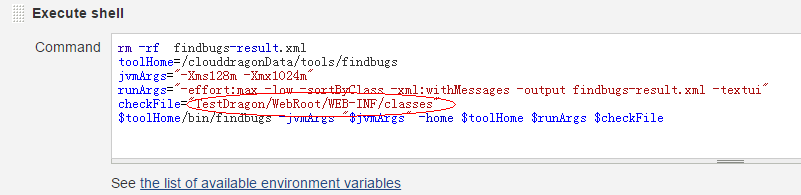 Execute shell
Command
rm -rf  findbugs-result.xml
toolHome=/clouddragonData/tools/findbugs
jvmArgs="-Xms128m -Xmx1024m"
runArgs="-effort:max -low -sortByClass -xml:withMessages -output findbugs-result.xml -textui"
checkFile="TestDragon/WebRoot/WEB-INF/classes"
$toolHome/bin/findbugs -jvmArgs "$jvmArgs" -home $toolHome $runArgs $checkFile
See the list of available environment variables